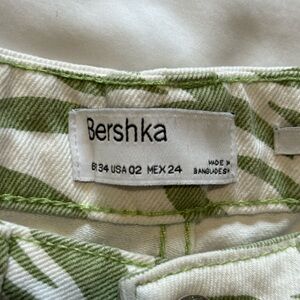 Bershka
E 34 USA 02 MEX 24
MADE IN
BANGLADESH